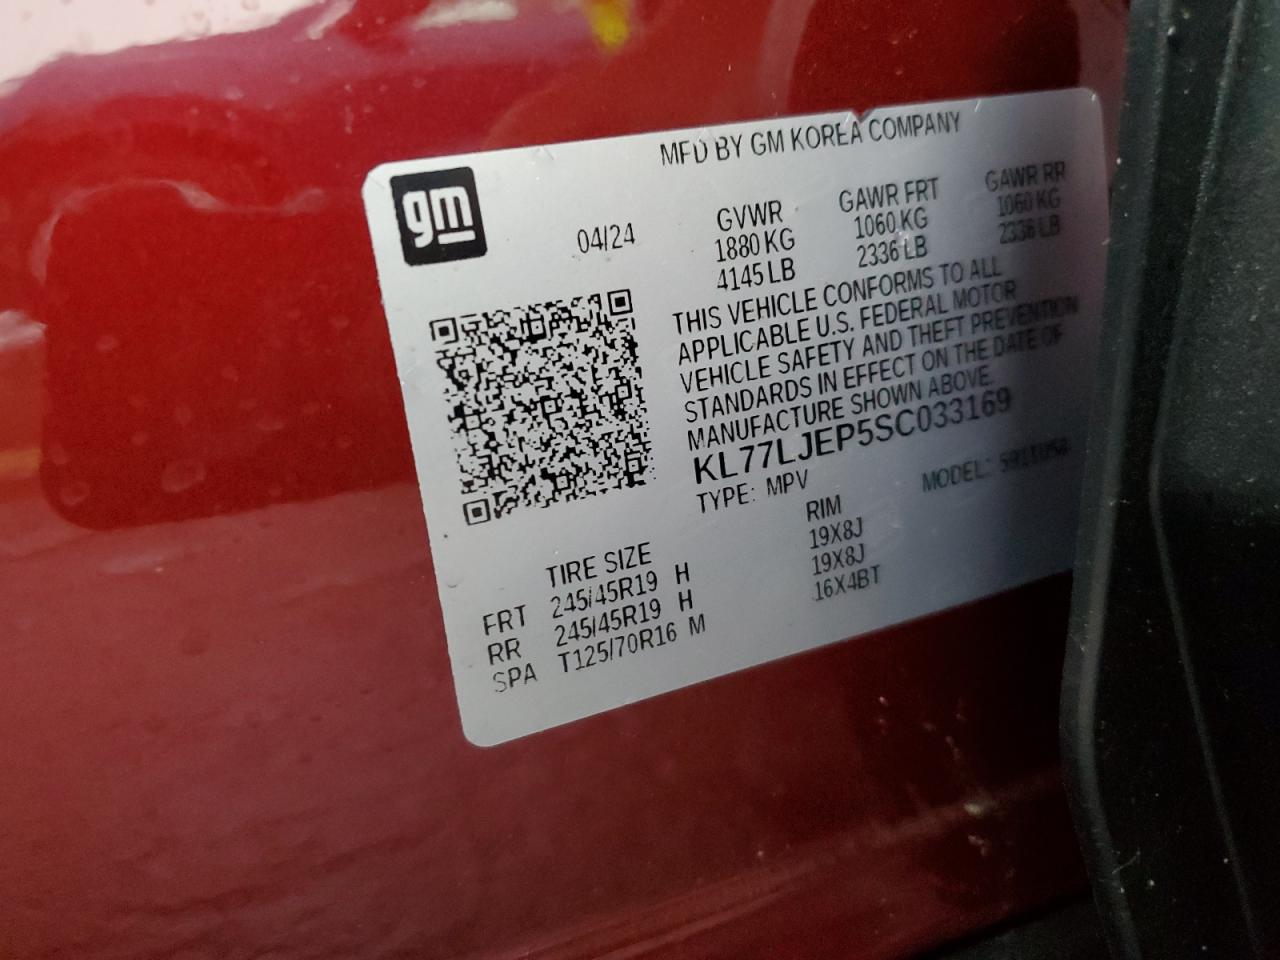 MFD BY GM KOREA COMPANY
gm
04/24
GVWR GAWR FRT GAWR RR
1880 KG 1060 KG 1060 KG
4145 LB 2336 LB 2336 LB
THIS VEHICLE CONFORMS TO ALL
APPLICABLE U.S. FEDERAL MOTOR
VEHICLE SAFETY AND THEFT PREVENTION
STANDARDS IN EFFECT ON THE DATE OF
MANUFACTURE SHOWN ABOVE.
KL77LJEP5SC033169
TYPE: MPV MODEL:
TIRE SIZE RIM
FRT 245/45R19 H 19X8J
RR 245/45R19 H 19X8J
SPA T125/70R16 M 16X4BT